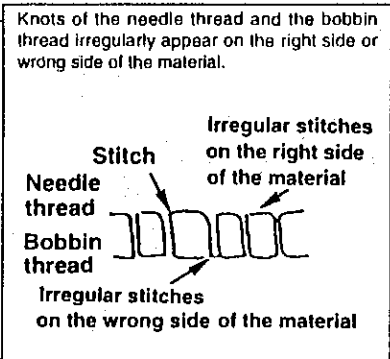 Knots of the needle thread and the bobbin
thread irregularly appear on the right side or
wrong side of the material.
Irregular stitches
on the right side
of the material
Stitch
Needle
thread
Bobbin
thread
Irregular stitches
on the wrong side of the material